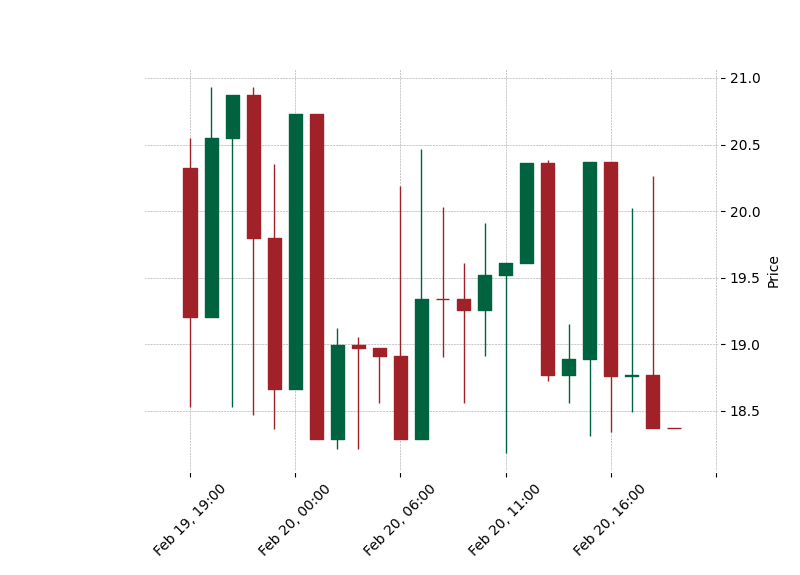 21.0
20.5
20.0
19.5
19.0
18.5
Price
Feb 19, 19:00
Feb 20, 00:00
Feb 20, 06:00
Feb 20, 11:00
Feb 20, 16:00